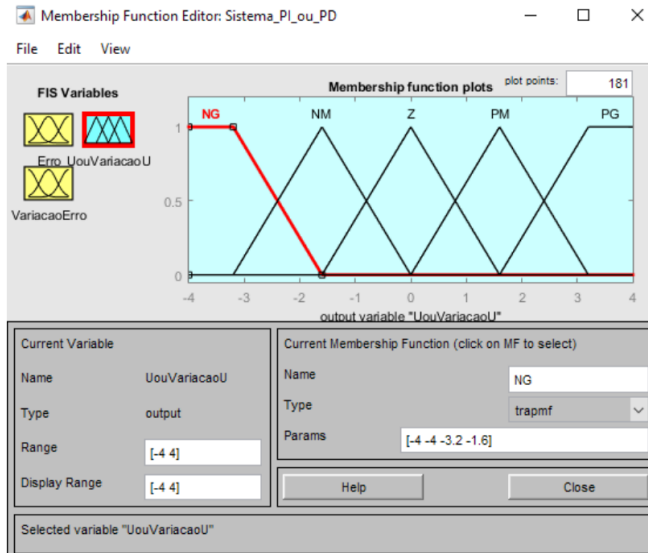 Membership Function Editor: Sistema_PI_ou_PD
File Edit View
FIS Variables
Erro UouVariacaoU
VariacaoErro
Membership function plots
plot points: 181
NG NM Z PM PG
1
0.5
0
-4 -3 -2 -1 0 1 2 3 4
output variable "UouVariacaoU"
Current Variable
Name UouVariacaoU
Type output
Range [-4 4]
Display Range [-4 4]
Current Membership Function (click on MF to select)
Name NG
Type trapmf
Params [-4 -4 -3.2 -1.6]
Help Close
Selected variable "UouVariacaoU"